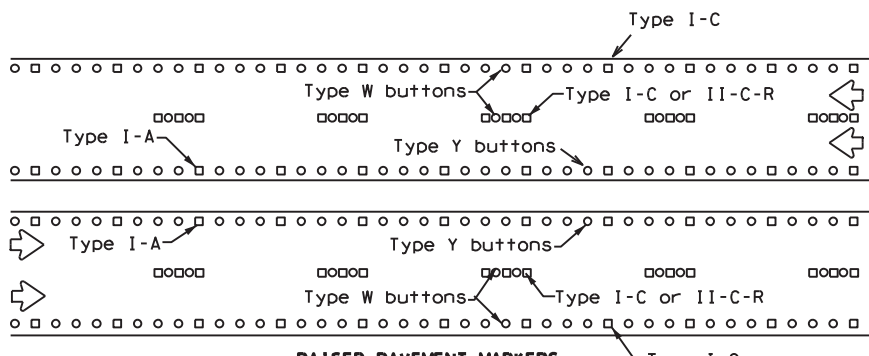 Type I-C
Type W buttons
Type I-C or II-C-R
Type I-A
Type Y buttons
Type I-A
Type Y buttons
Type W buttons
Type I-C or II-C-R
RAISED PAVEMENT MARKERS
Type I-C